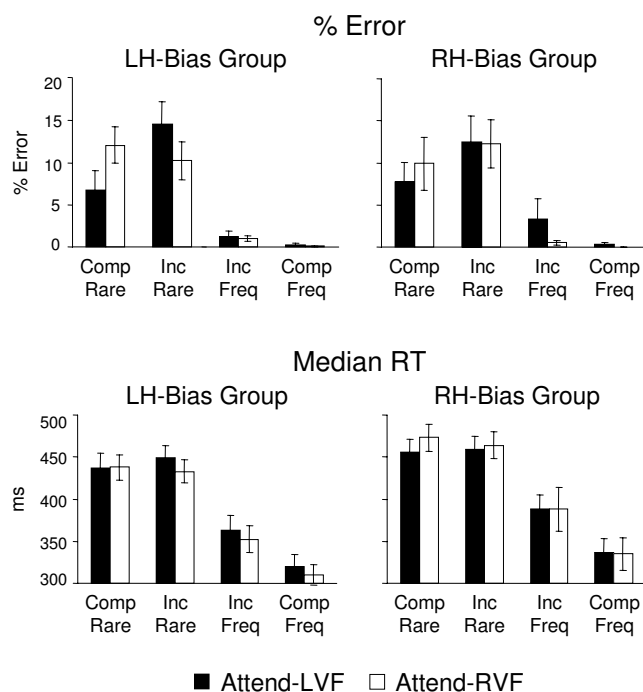 % Error
LH-Bias Group
RH-Bias Group
20
15
10
5
0
% Error
Comp Rare
Inc Rare
Inc Freq
Comp Freq
Comp Rare
Inc Rare
Inc Freq
Comp Freq
Median RT
LH-Bias Group
RH-Bias Group
500
450
400
350
300
ms
Comp Rare
Inc Rare
Inc Freq
Comp Freq
Comp Rare
Inc Rare
Inc Freq
Comp Freq
Attend-LVF
Attend-RVF